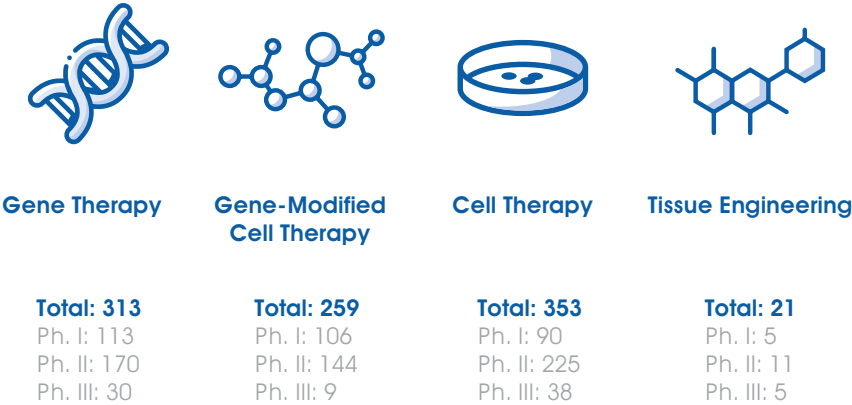 Gene Therapy
Gene-Modified
Cell Therapy
Cell Therapy
Tissue Engineering
Total: 313
Ph. I: 113
Ph. II: 170
Ph. III: 30
Total: 259
Ph. I: 106
Ph. II: 144
Ph. III: 9
Total: 353
Ph. I: 90
Ph. II: 225
Ph. III: 38
Total: 21
Ph. I: 5
Ph. II: 11
Ph. III: 5